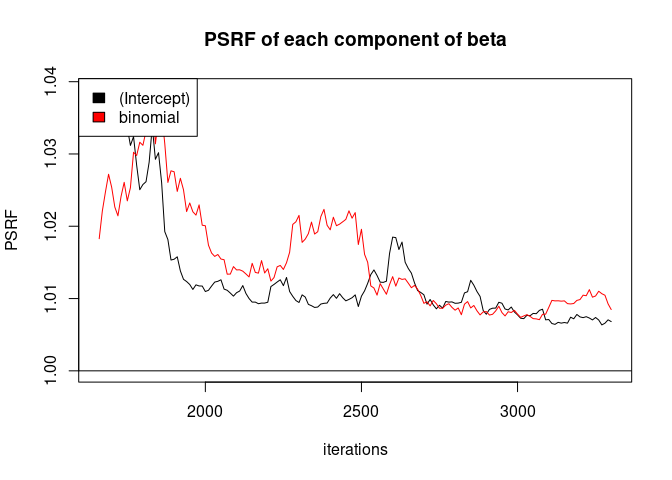 PSRF of each component of beta
(Intercept)
binomial
PSRF
1.04
1.03
1.02
1.01
1.00
2000 2500 3000
iterations